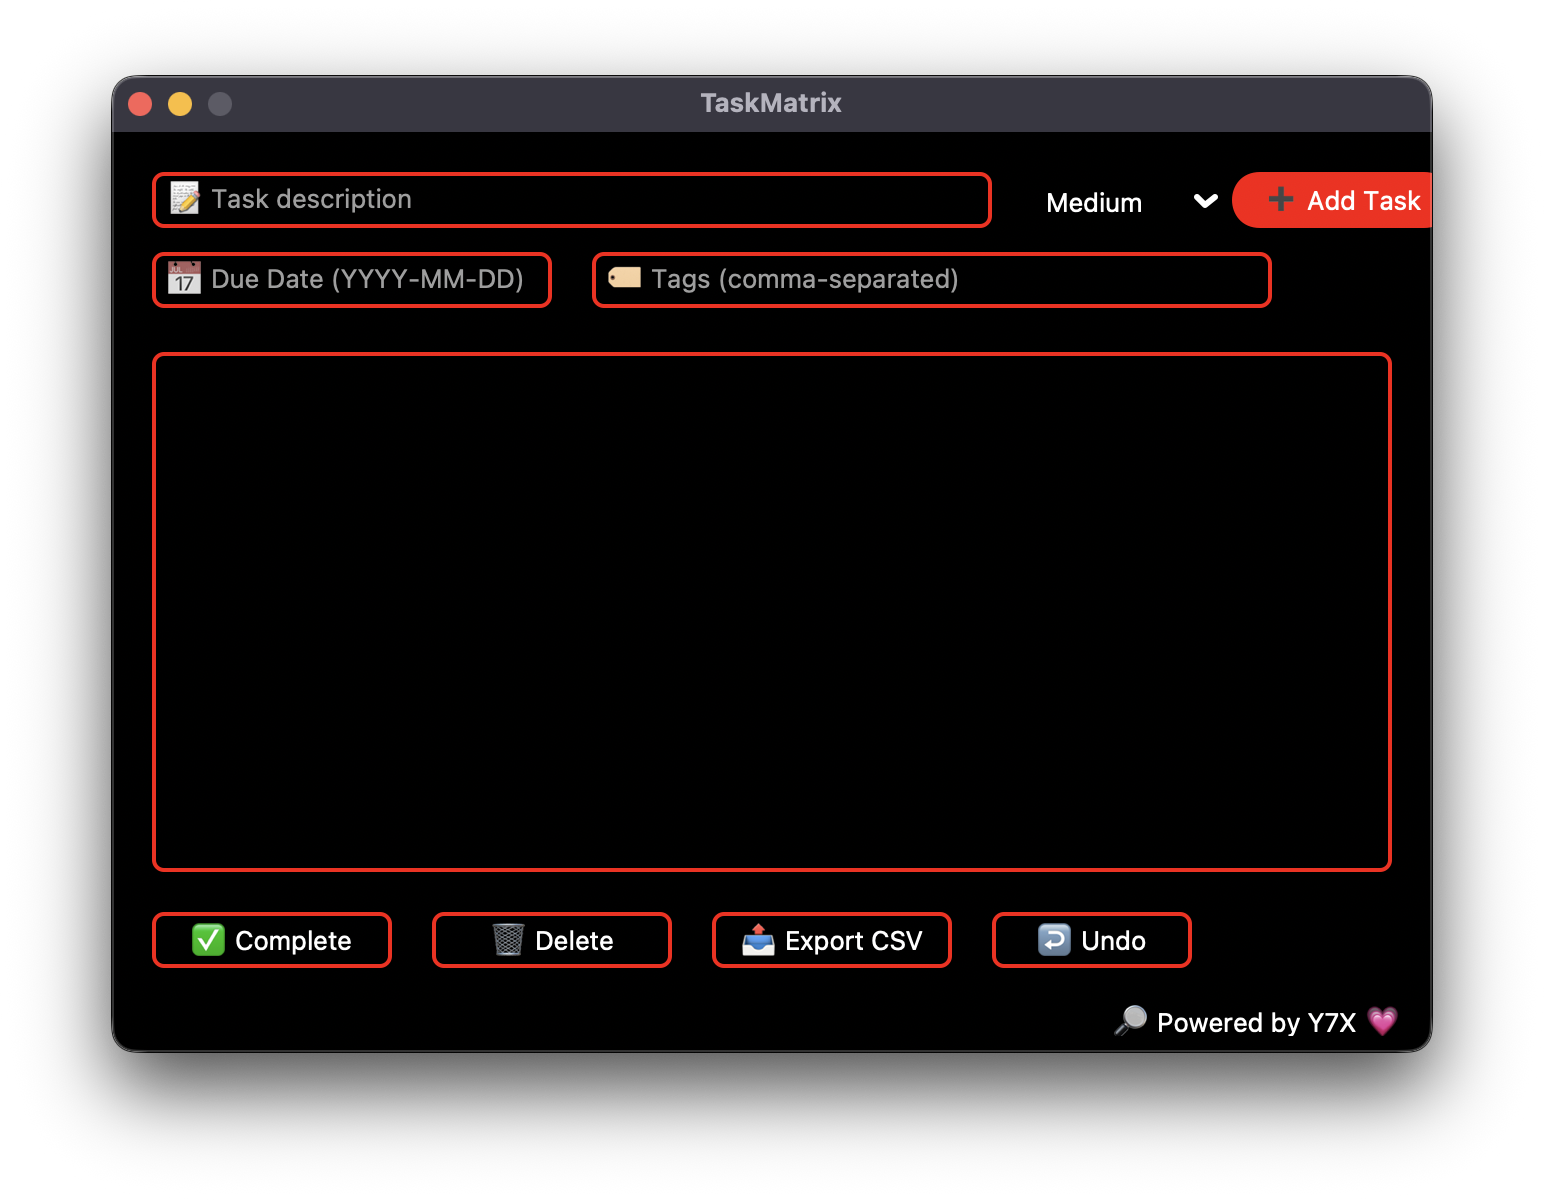 TaskMatrix
📝 Task description
Medium
➕ Add Task
📅 Due Date (YYYY-MM-DD)
🏷️ Tags (comma-separated)
✅ Complete
🗑️ Delete
📤 Export CSV
↩️ Undo
🔎 Powered by Y7X 💗